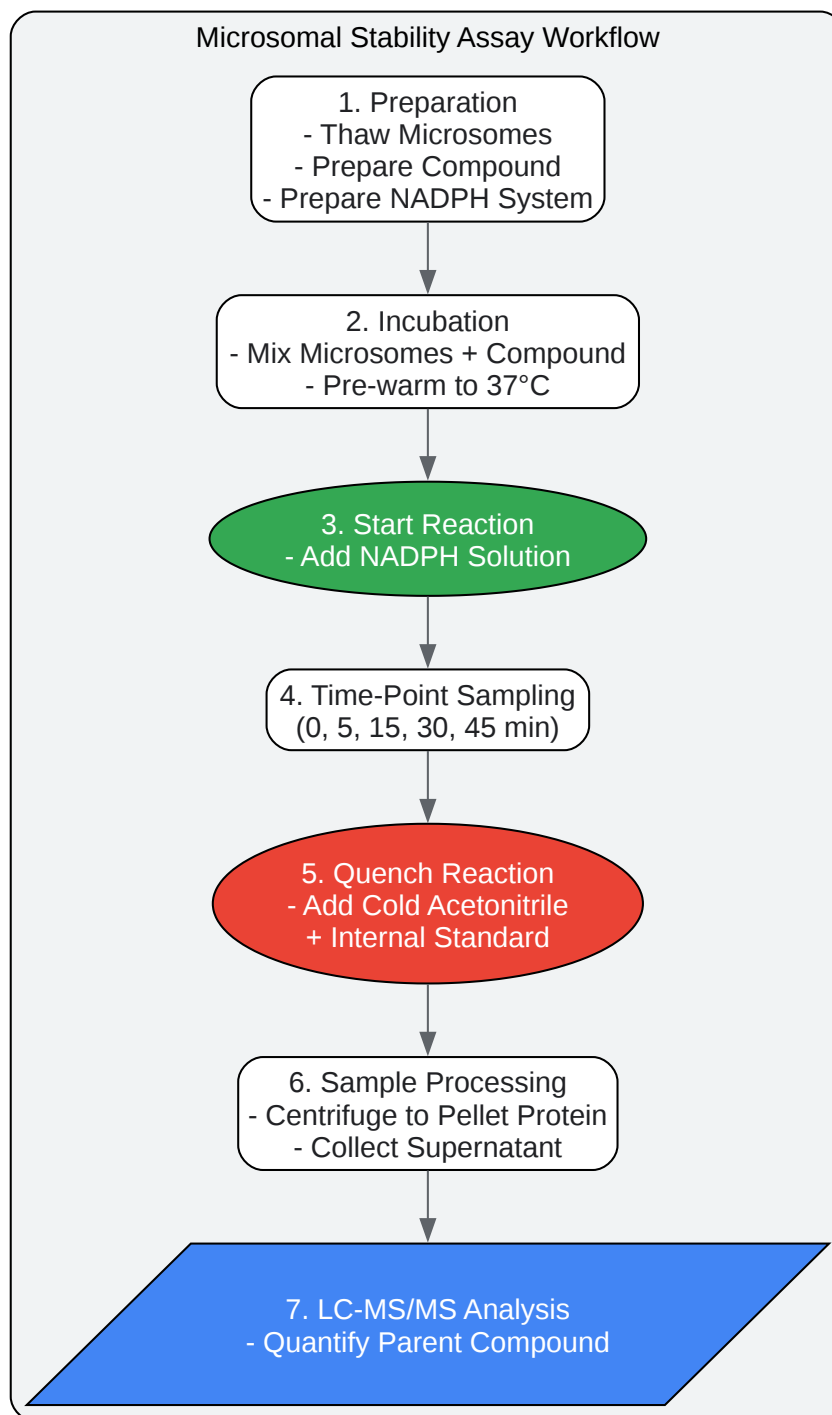 Microsomal Stability Assay Workflow
1. Preparation
- Thaw Microsomes
- Prepare Compound
- Prepare NADPH System
2. Incubation
- Mix Microsomes + Compound
- Pre-warm to 37°C
3. Start Reaction
- Add NADPH Solution
4. Time-Point Sampling
(0, 5, 15, 30, 45 min)
5. Quench Reaction
- Add Cold Acetonitrile
+ Internal Standard
6. Sample Processing
- Centrifuge to Pellet Protein
- Collect Supernatant
7. LC-MS/MS Analysis
- Quantify Parent Compound